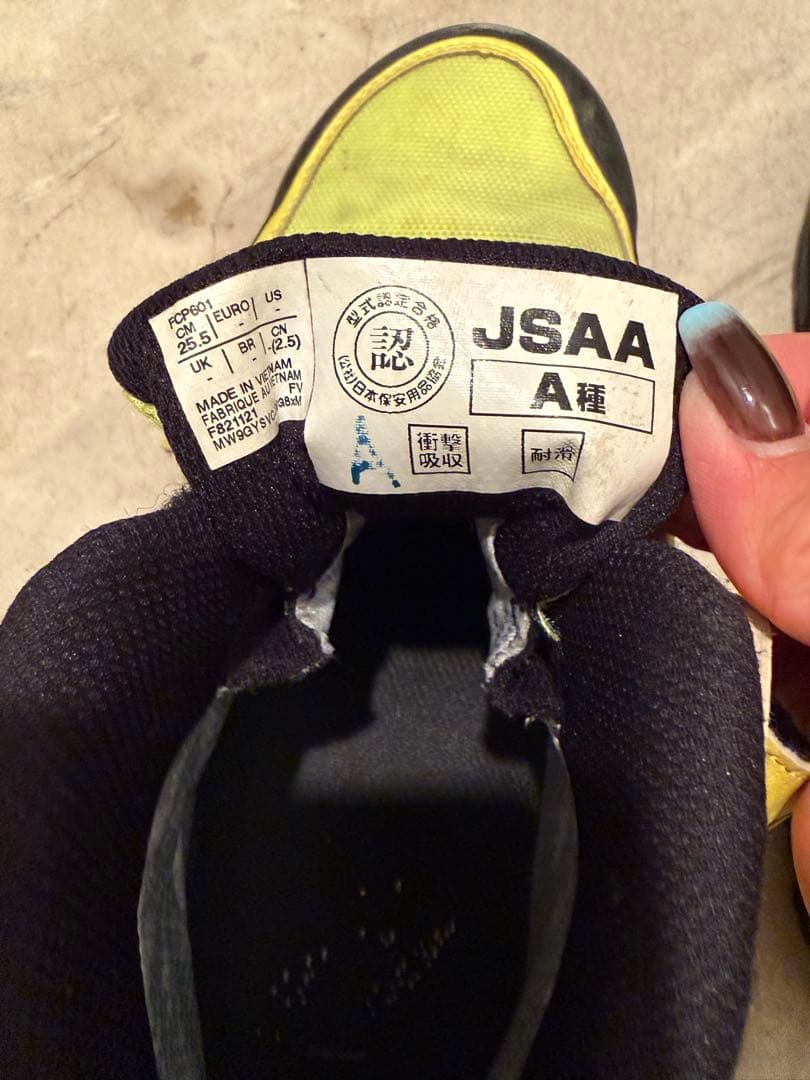 FCP601
CM EURO US
25.5 - -
UK BR CN
- - -(2.5)
MADE IN VIETNAM
FABRIQUE AU VIETNAM
F821121 FV
型式認定合格
認
(公社)日本保安用品協会
JSAA
A種
A
衝撃
吸収
耐滑